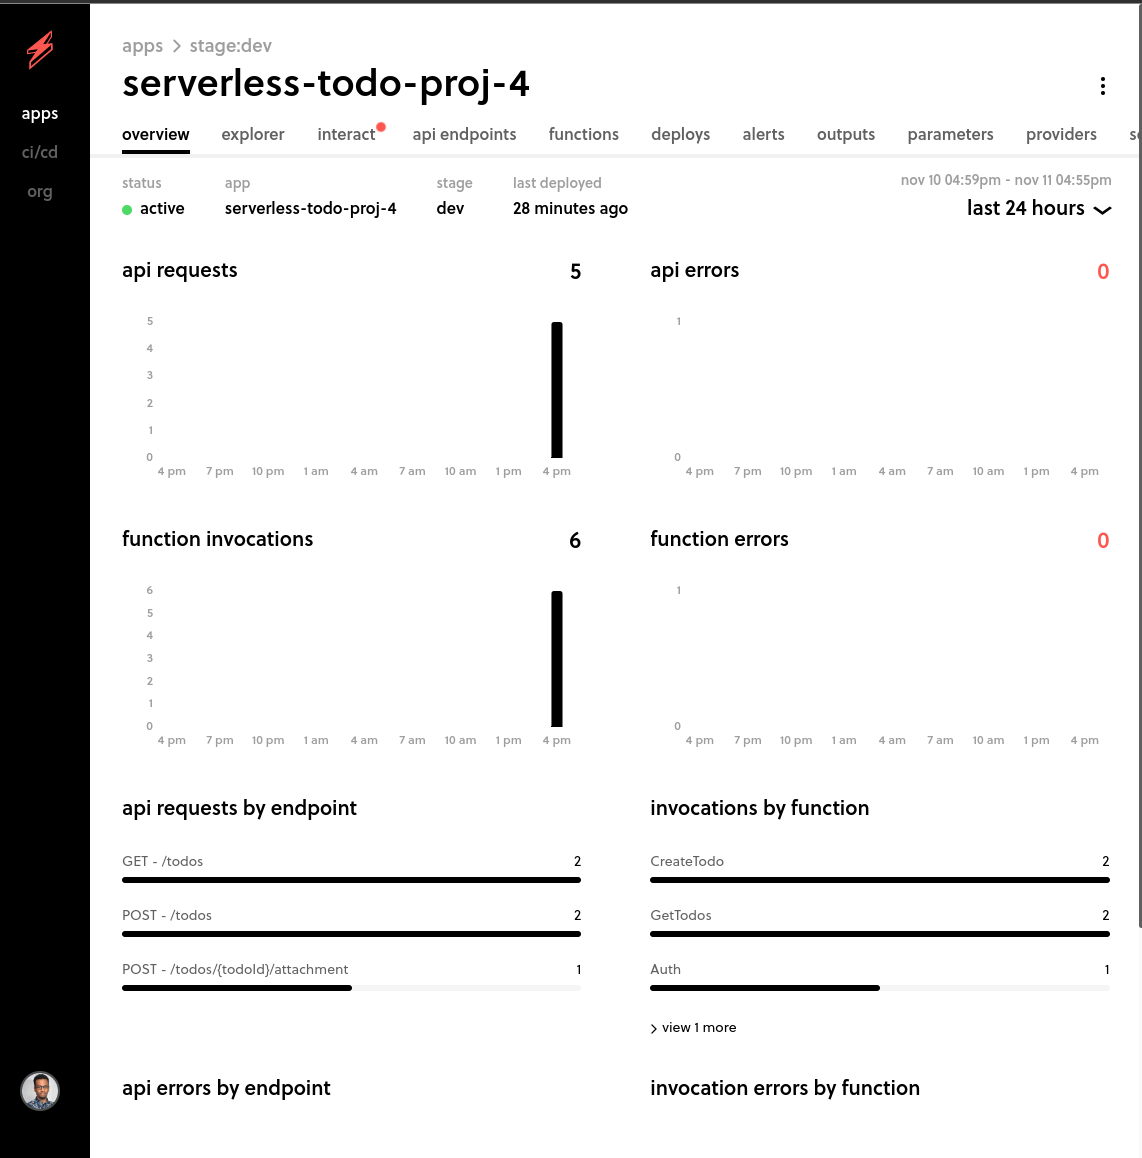 apps > stage:dev
serverless-todo-proj-4
apps
ci/cd
org
overview explorer interact api endpoints functions deploys alerts outputs parameters providers
status app stage last deployed
active serverless-todo-proj-4 dev 28 minutes ago
nov 10 04:59pm - nov 11 04:55pm
last 24 hours
api requests 5
5
4
3
2
1
0
4 pm 7 pm 10 pm 1 am 4 am 7 am 10 am 1 pm 4 pm
api errors 0
1
0
4 pm 7 pm 10 pm 1 am 4 am 7 am 10 am 1 pm 4 pm
function invocations 6
6
5
4
3
2
1
0
4 pm 7 pm 10 pm 1 am 4 am 7 am 10 am 1 pm 4 pm
function errors 0
1
0
4 pm 7 pm 10 pm 1 am 4 am 7 am 10 am 1 pm 4 pm
api requests by endpoint
GET - /todos 2
POST - /todos 2
POST - /todos/{todoId}/attachment 1
invocations by function
CreateTodo 2
GetTodos 2
Auth 1
> view 1 more
api errors by endpoint
invocation errors by function